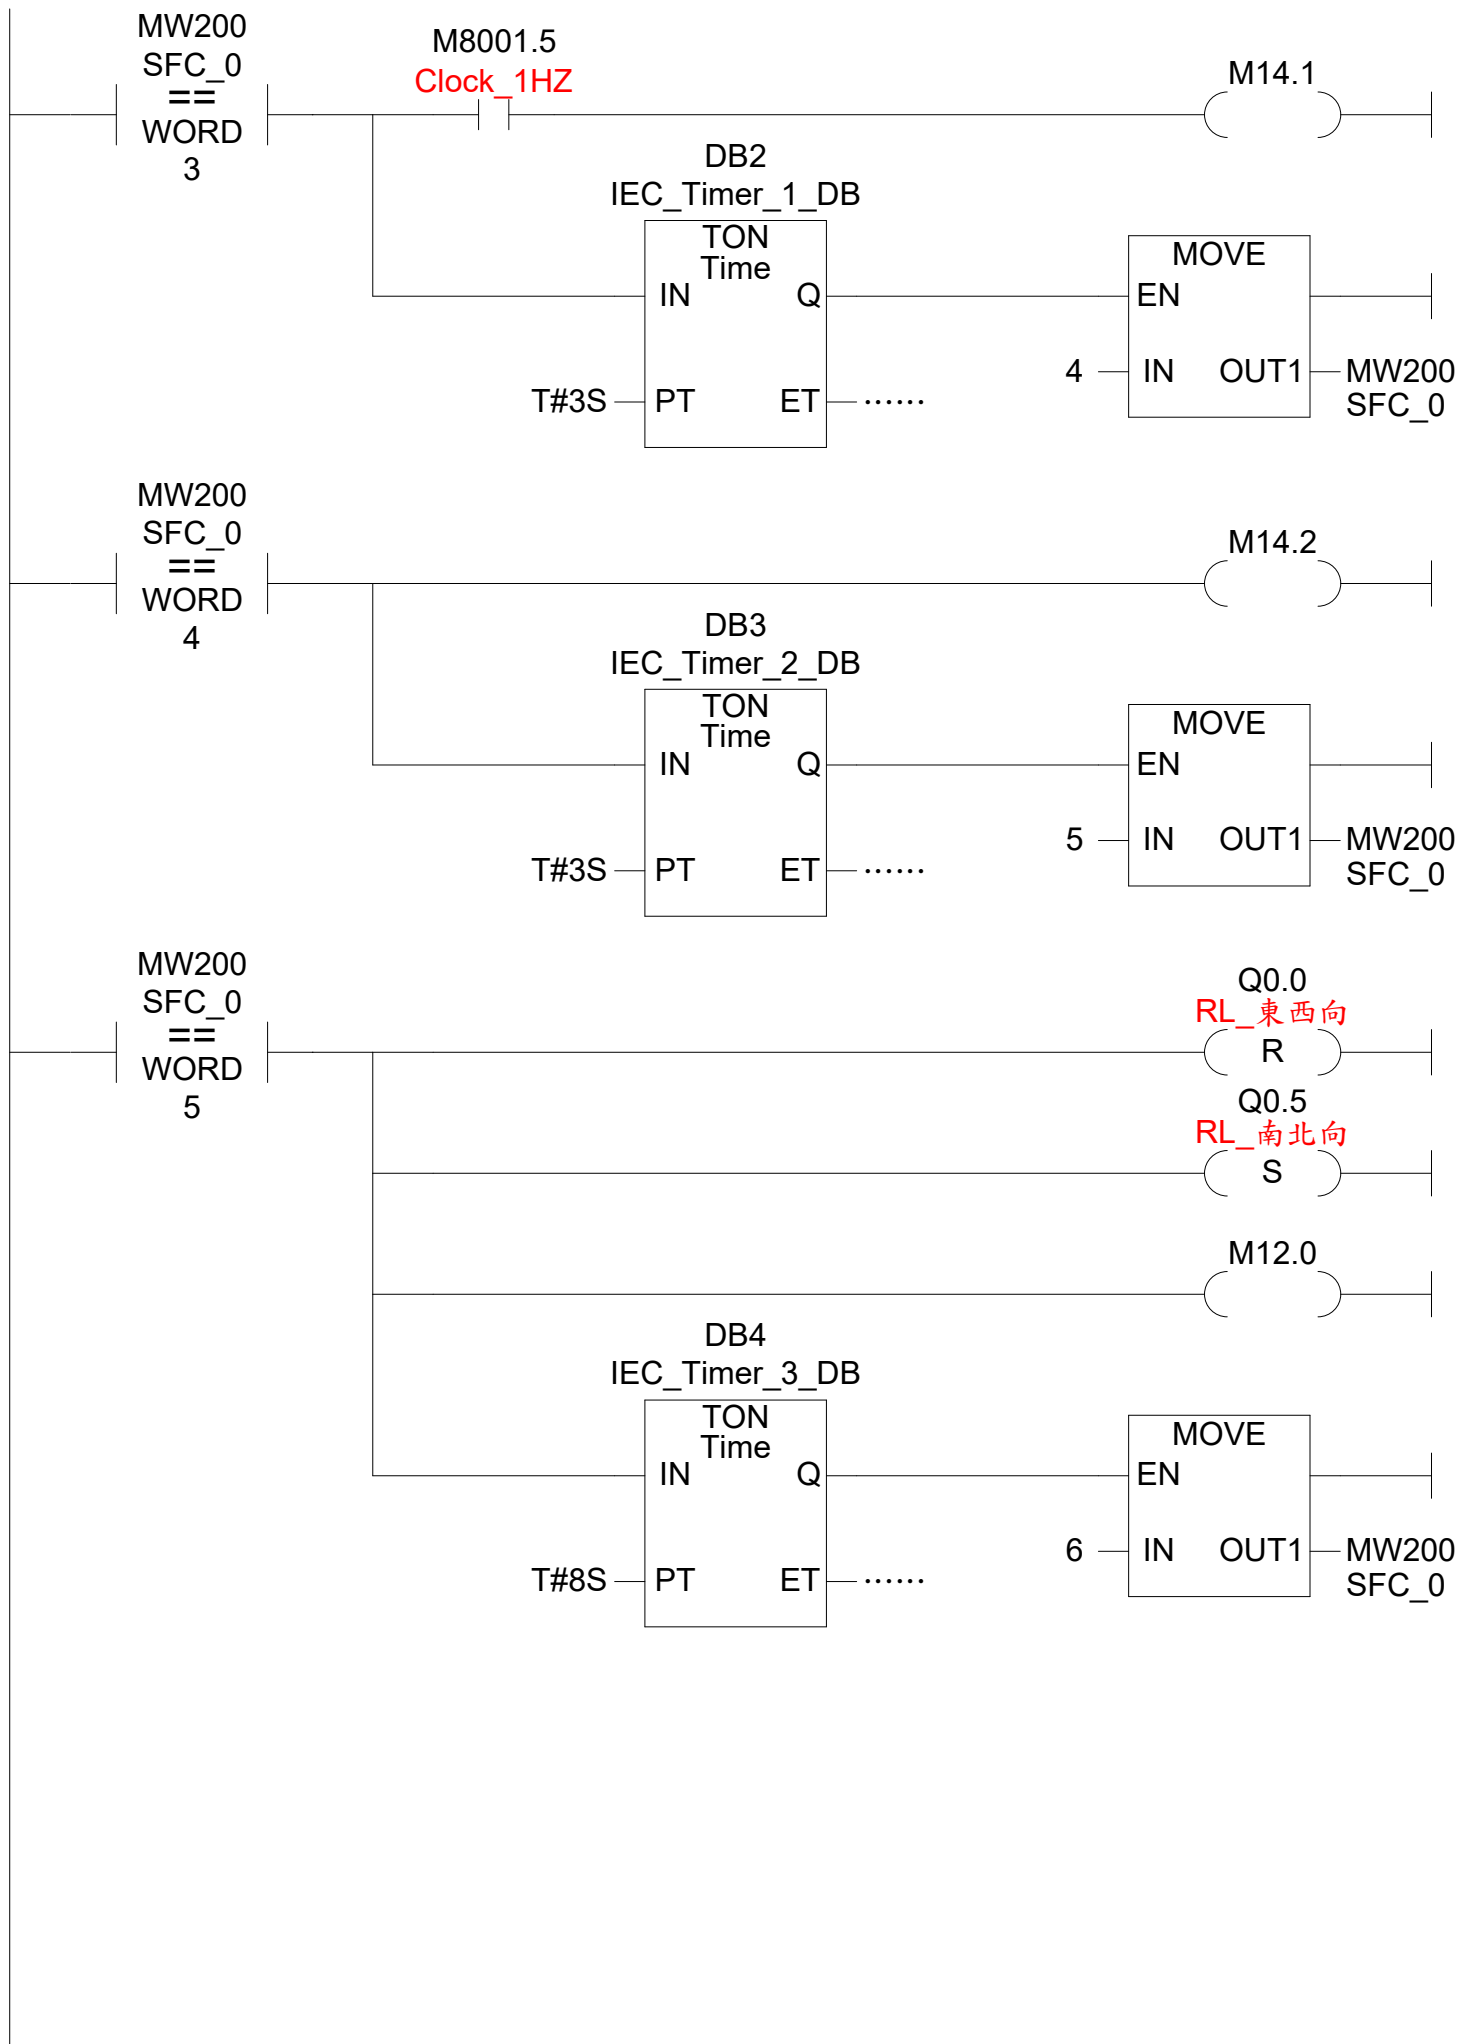 MW200
SFC_0
==
WORD
3
M8001.5
Clock_1HZ
M14.1
DB2
IEC_Timer_1_DB
TON
Time
IN
Q
T#3S
PT
ET
......
MOVE
EN
4
IN
OUT1
MW200
SFC_0
MW200
SFC_0
==
WORD
4
M14.2
DB3
IEC_Timer_2_DB
TON
Time
IN
Q
T#3S
PT
ET
......
MOVE
EN
5
IN
OUT1
MW200
SFC_0
MW200
SFC_0
==
WORD
5
Q0.0
RL_東西向
R
Q0.5
RL_南北向
S
M12.0
DB4
IEC_Timer_3_DB
TON
Time
IN
Q
T#8S
PT
ET
......
MOVE
EN
6
IN
OUT1
MW200
SFC_0